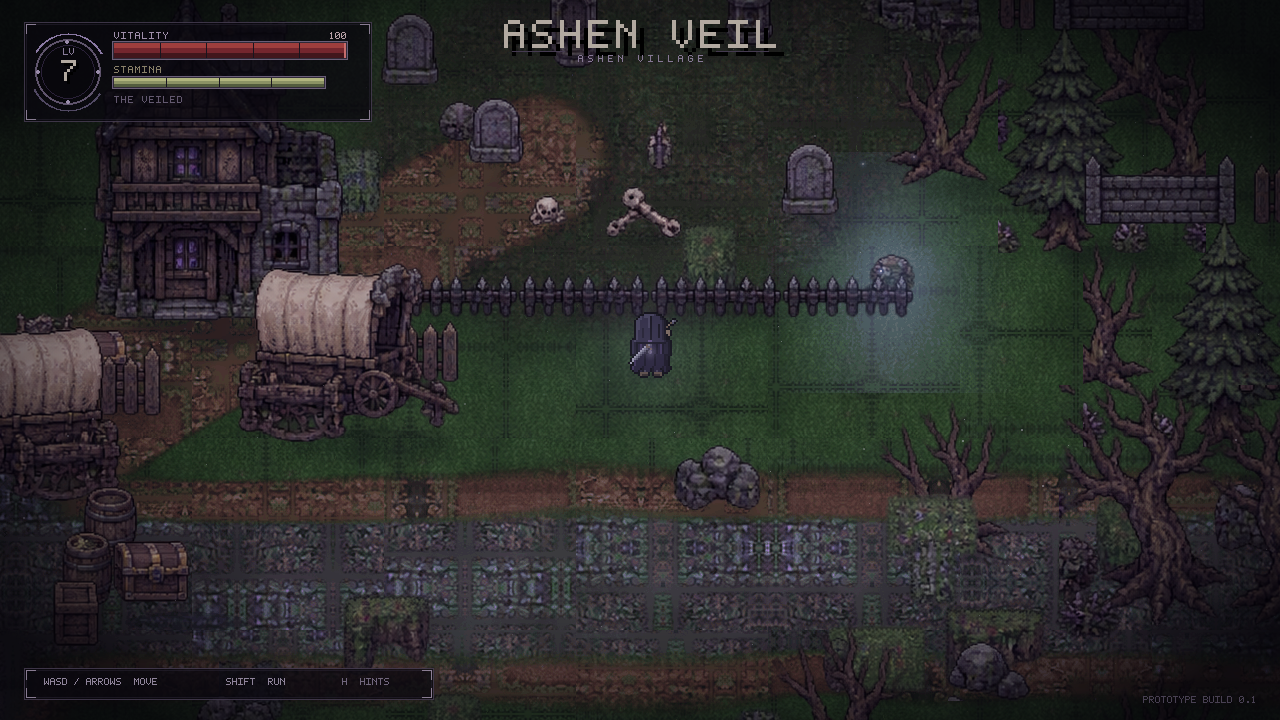 ASHEN VEIL
ASHEN VILLAGE
VITALITY 100
LV
7
STAMINA
THE VEILED
WASD / ARROWS MOVE SHIFT RUN H HINTS
PROTOTYPE BUILD 0.1